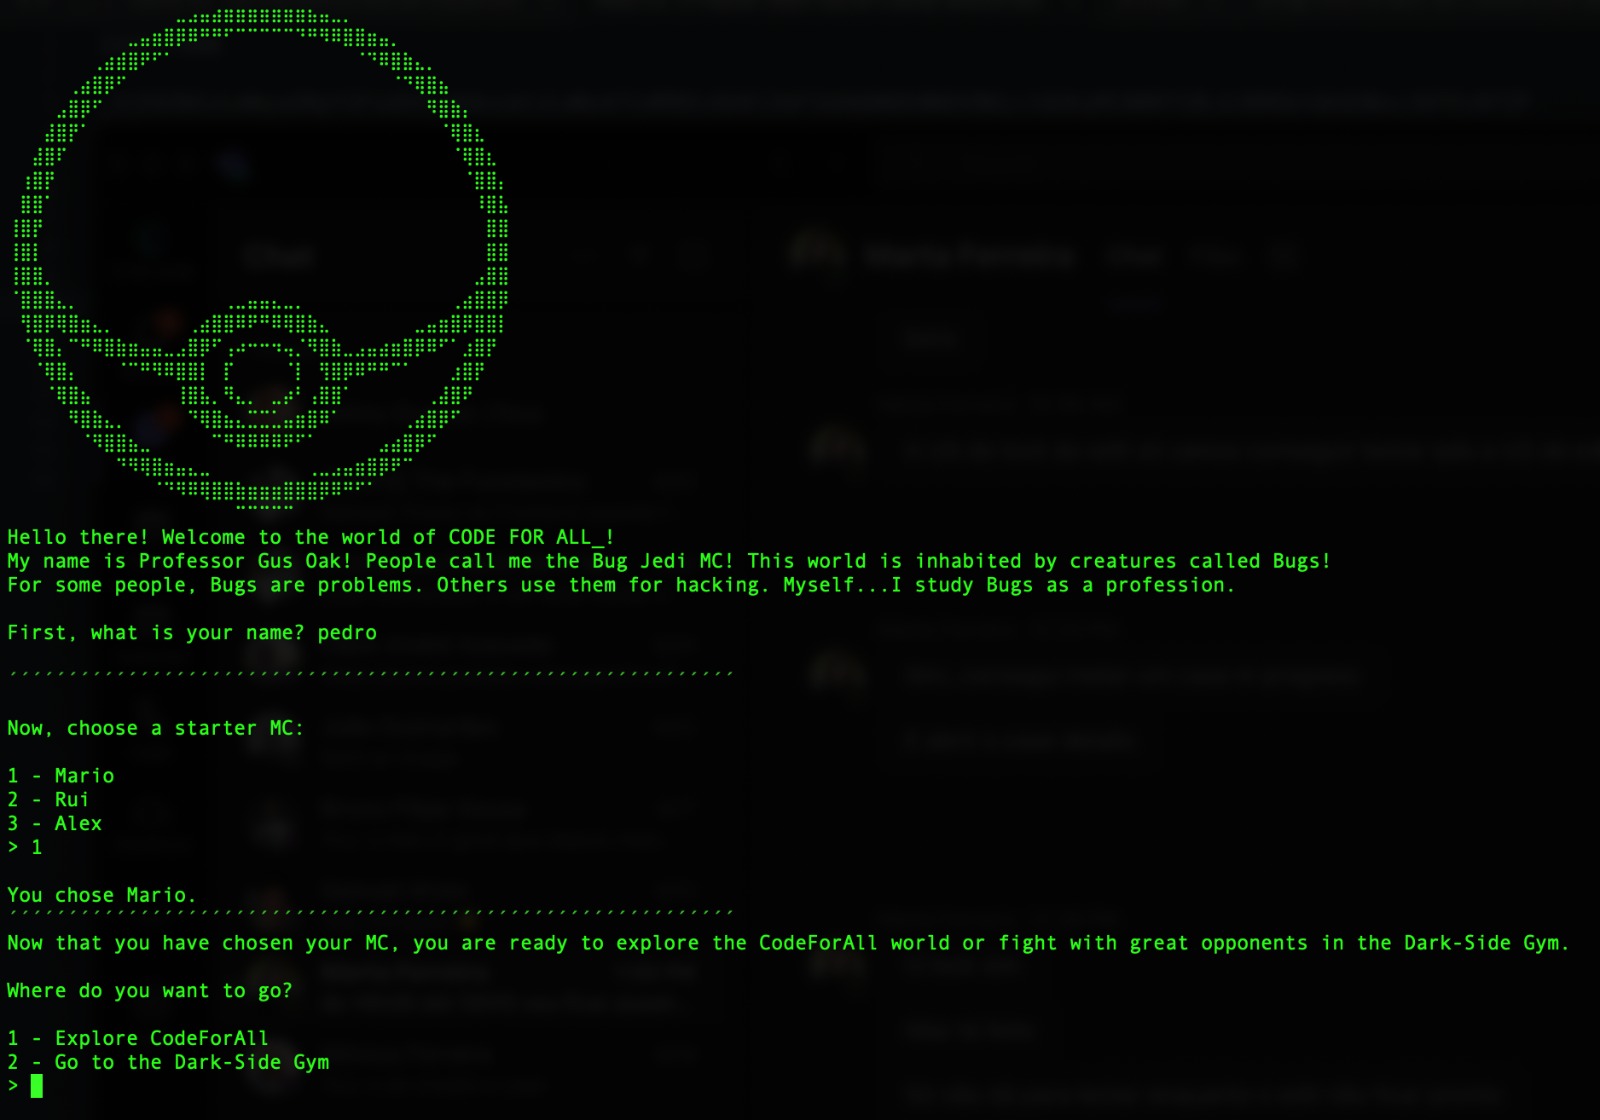 Hello there! Welcome to the world of CODE FOR ALL_!
My name is Professor Gus Oak! People call me the Bug Jedi MC! This world is inhabited by creatures called Bugs!
For some people, Bugs are problems. Others use them for hacking. Myself...I study Bugs as a profession.
First, what is your name? pedro
Now, choose a starter MC:
1 - Mario
2 - Rui
3 - Alex
> 1
You chose Mario.
Now that you have chosen your MC, you are ready to explore the CodeForAll world or fight with great opponents in the Dark-Side Gym.
Where do you want to go?
1 - Explore CodeForAll
2 - Go to the Dark-Side Gym
>